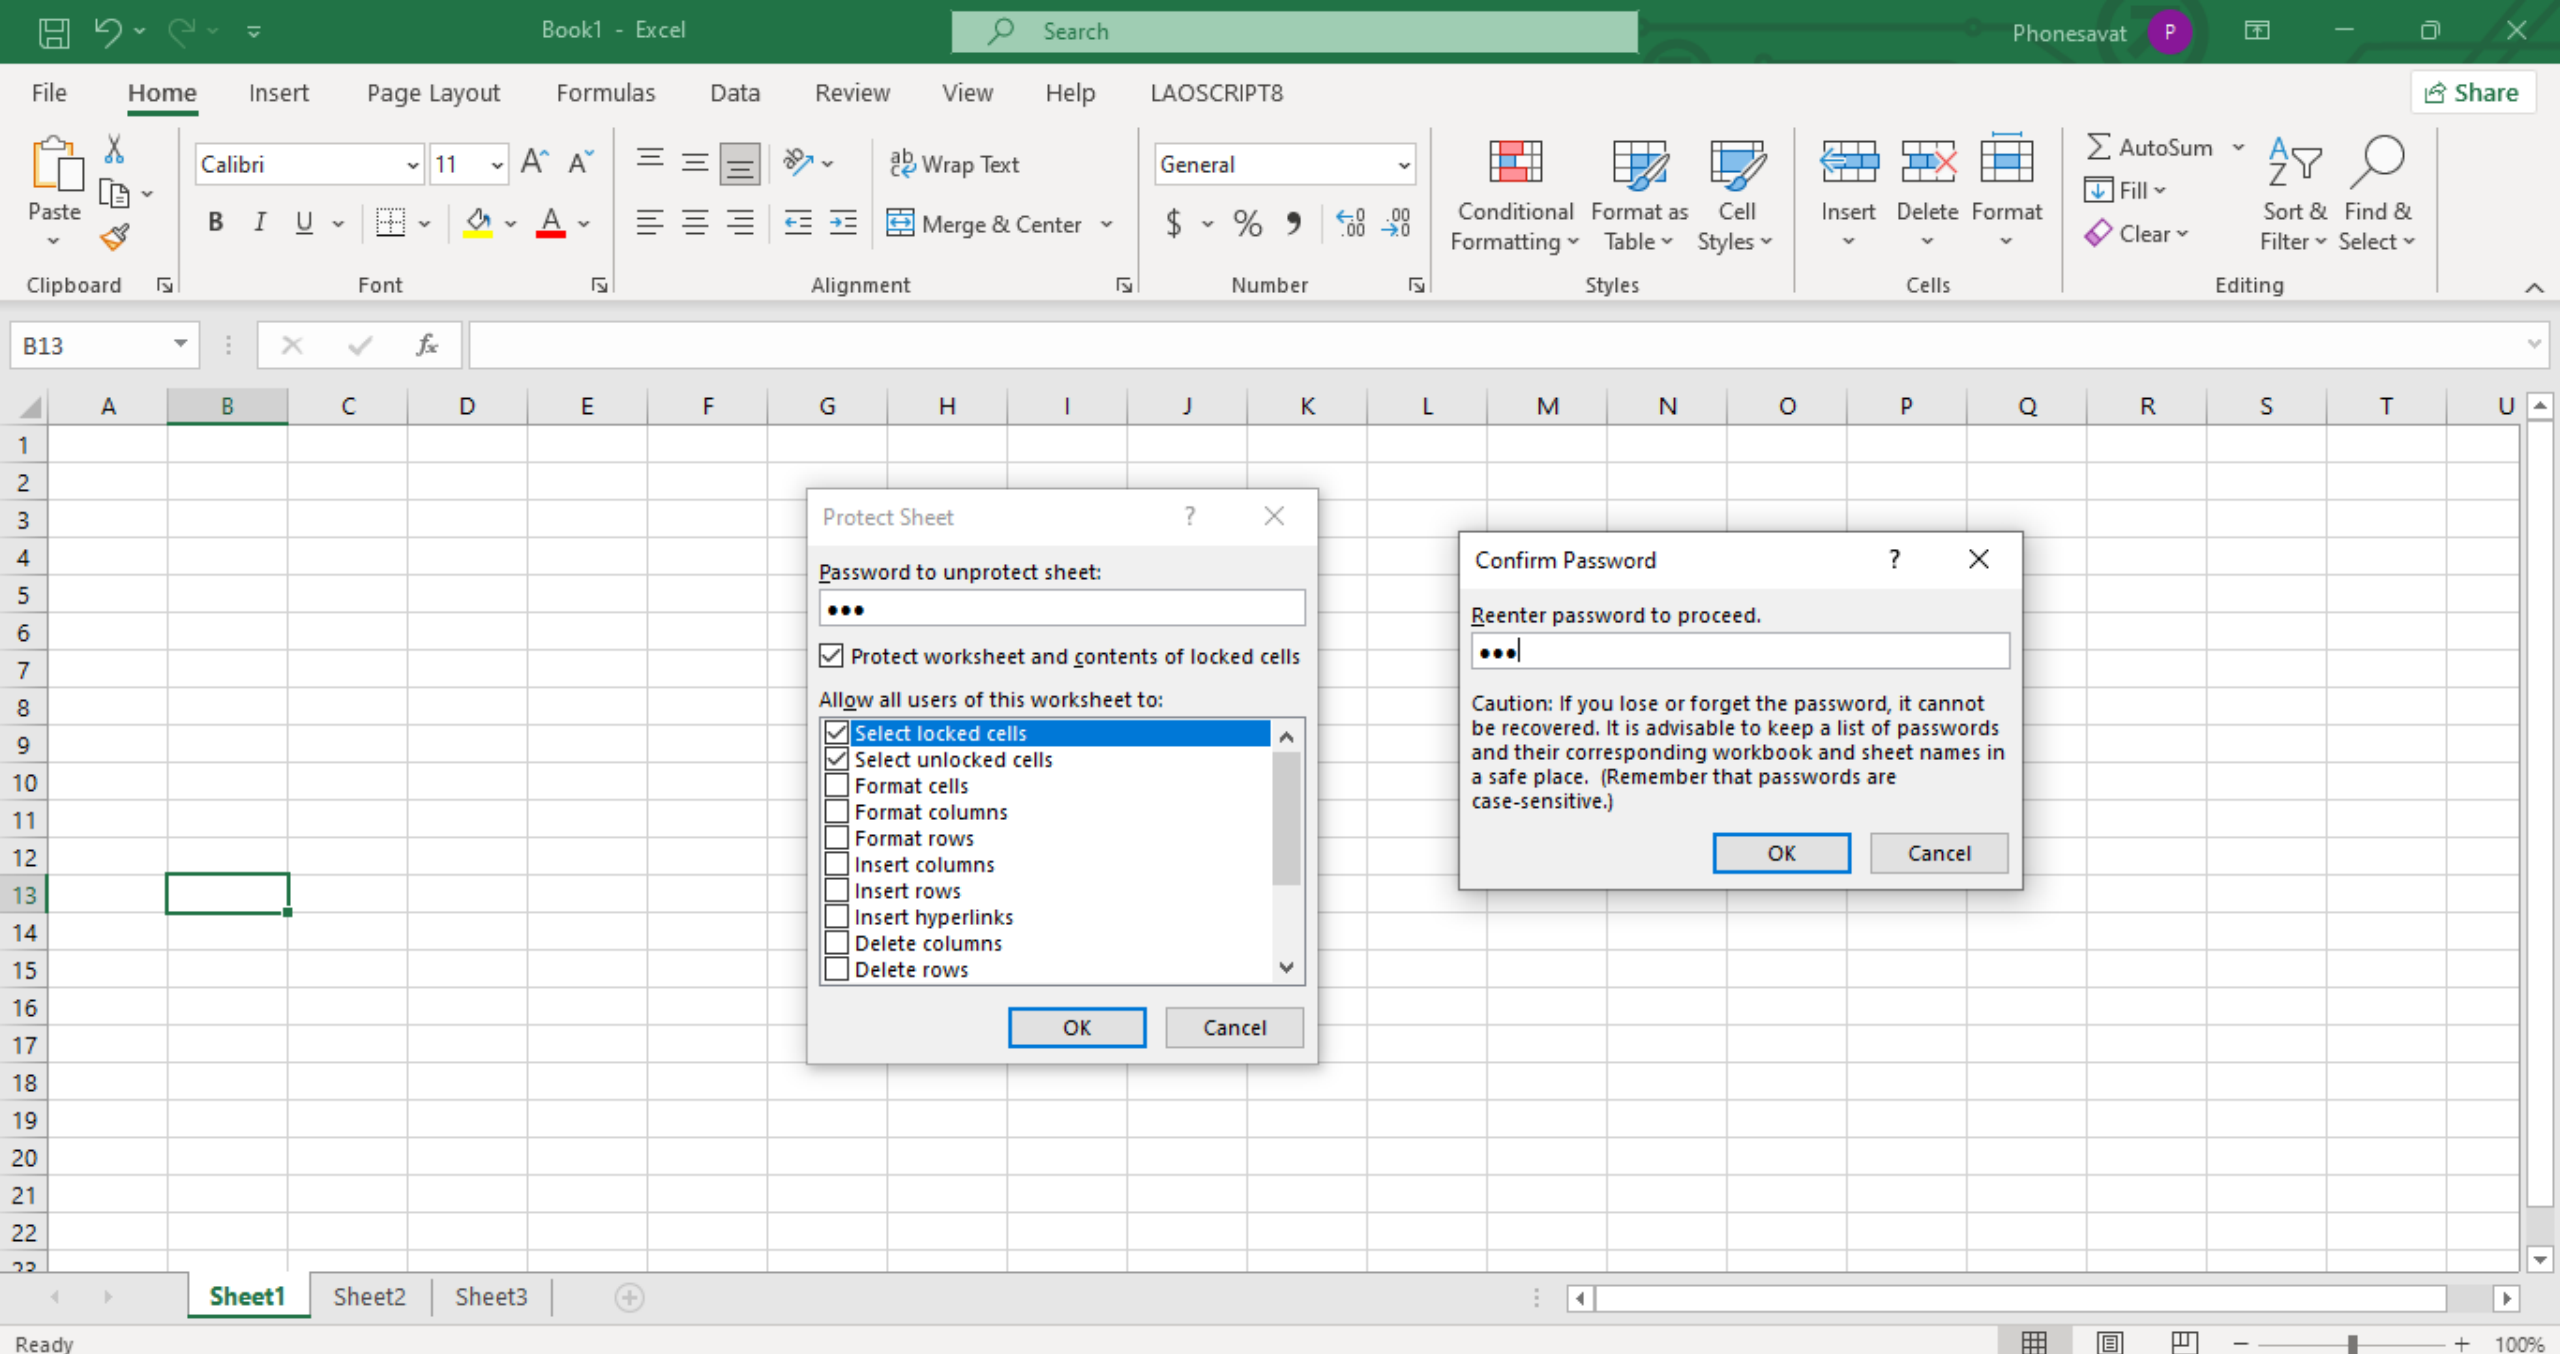 Book1 - Excel
Search
Phonesavat P
File Home Insert Page Layout Formulas Data Review View Help LAOSCRIPT8
Share
Paste
Clipboard
Calibri 11
B I U
Font
Wrap Text
Merge & Center
Alignment
General
$ % 9
Number
Conditional Formatting
Format as Table
Cell Styles
Styles
Insert Delete Format
Cells
AutoSum
Fill
Clear
Sort & Filter
Find & Select
Editing
B13
fx
A B C D E F G H I J K L M N O P Q R S T U
1
2
3
4
5
6
7
8
9
10
11
12
13
14
15
16
17
18
19
20
21
22
23
Protect Sheet ?
Password to unprotect sheet:
•••
Protect worksheet and contents of locked cells
Allow all users of this worksheet to:
Select locked cells
Select unlocked cells
Format cells
Format columns
Format rows
Insert columns
Insert rows
Insert hyperlinks
Delete columns
Delete rows
OK Cancel
Confirm Password ?
Reenter password to proceed.
•••
Caution: If you lose or forget the password, it cannot
be recovered. It is advisable to keep a list of passwords
and their corresponding workbook and sheet names in
a safe place. (Remember that passwords are
case-sensitive.)
OK Cancel
Sheet1 Sheet2 Sheet3
Ready
100%